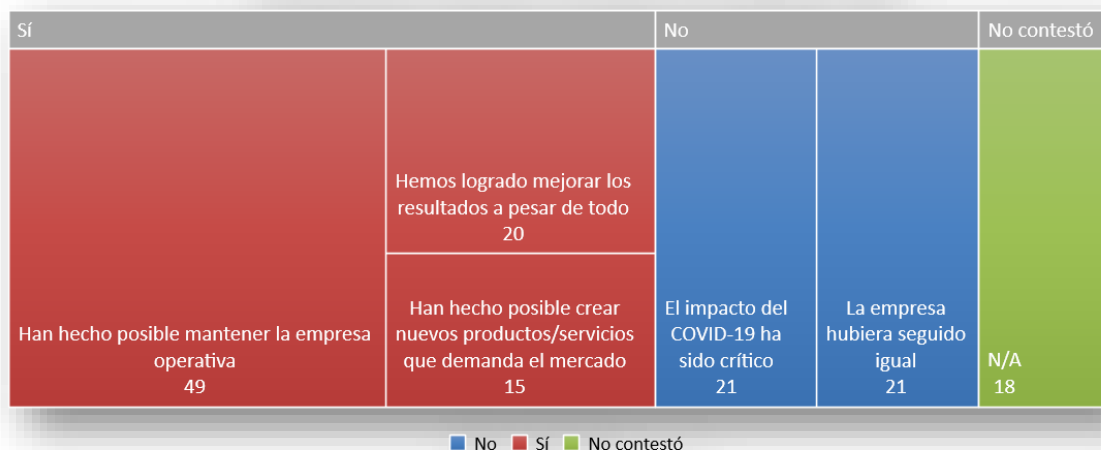 Sí
No
No contestó
Han hecho posible mantener la empresa
operativa
49
Hemos logrado mejorar los
resultados a pesar de todo
20
Han hecho posible crear
nuevos productos/servicios
que demanda el mercado
15
El impacto del
COVID-19 ha
sido crítico
21
La empresa
hubiera seguido
igual
21
N/A
18
No Sí No contestó